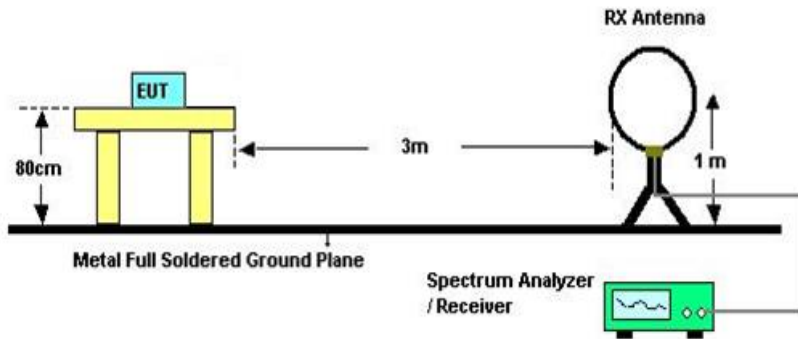 RX Antenna
EUT
3m
80cm
1 m
Metal Full Soldered Ground Plane
Spectrum Analyzer
/ Receiver